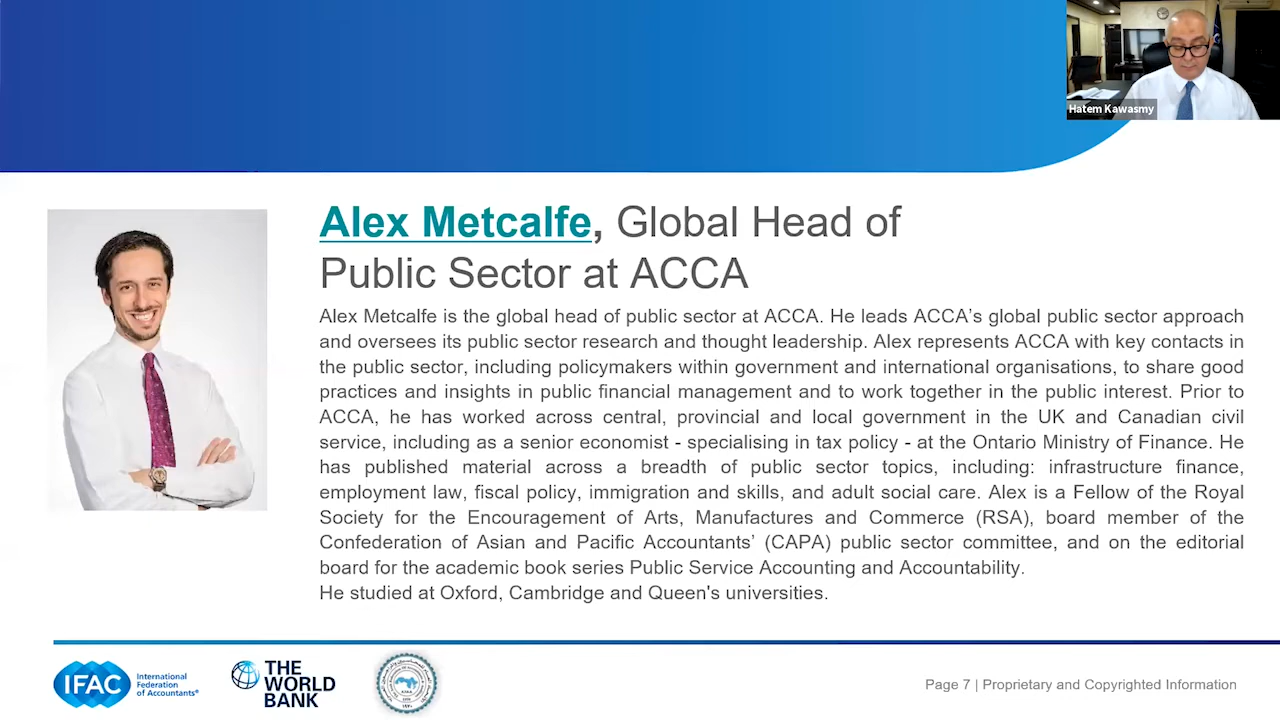 Hatem Kawasmy
Alex Metcalfe, Global Head of
Public Sector at ACCA
Alex Metcalfe is the global head of public sector at ACCA. He leads ACCA’s global public sector approach
and oversees its public sector research and thought leadership. Alex represents ACCA with key contacts in
the public sector, including policymakers within government and international organisations, to share good
practices and insights in public financial management and to work together in the public interest. Prior to
ACCA, he has worked across central, provincial and local government in the UK and Canadian civil
service, including as a senior economist - specialising in tax policy - at the Ontario Ministry of Finance. He
has published material across a breadth of public sector topics, including: infrastructure finance,
employment law, fiscal policy, immigration and skills, and adult social care. Alex is a Fellow of the Royal
Society for the Encouragement of Arts, Manufactures and Commerce (RSA), board member of the
Confederation of Asian and Pacific Accountants’ (CAPA) public sector committee, and on the editorial
board for the academic book series Public Service Accounting and Accountability.
He studied at Oxford, Cambridge and Queen's universities.
IFAC
International
Federation
of Accountants®
THE
WORLD
BANK
Page 7 | Proprietary and Copyrighted Information